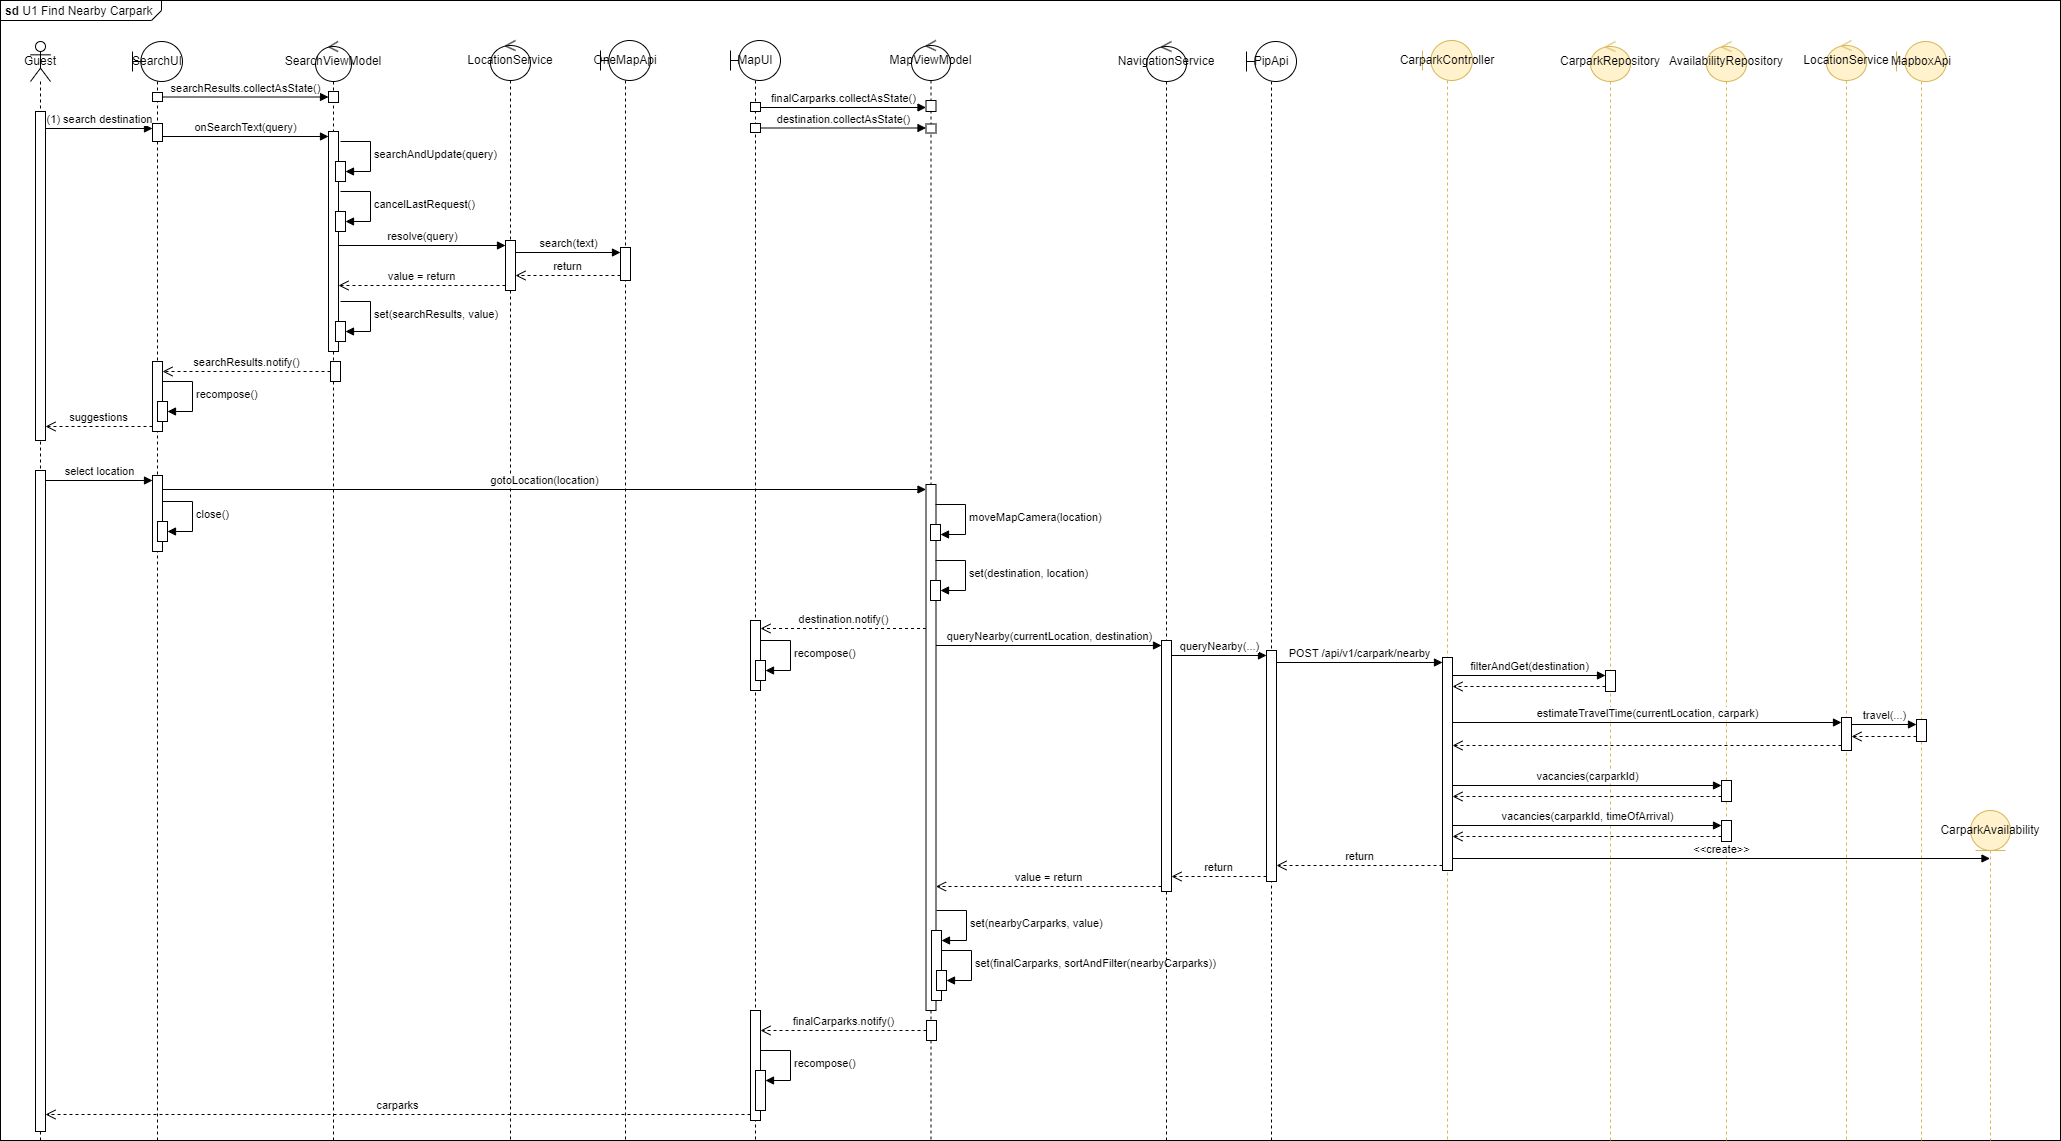 sd U1 Find Nearby Carpark
Guest
SearchUI
SearchViewModel
LocationService
OneMapApi
MapUI
MapViewModel
NavigationService
PipApi
CarparkController
CarparkRepository
AvailabilityRepository
LocationService
MapboxApi
searchResults.collectAsState()
finalCarparks.collectAsState()
destination.collectAsState()
(1) search destination
onSearchText(query)
searchAndUpdate(query)
cancelLastRequest()
resolve(query)
search(text)
return
value = return
set(searchResults, value)
searchResults.notify()
recompose()
suggestions
select location
gotoLocation(location)
close()
moveMapCamera(location)
set(destination, location)
destination.notify()
recompose()
queryNearby(currentLocation, destination)
queryNearby(...)
POST /api/v1/carpark/nearby
filterAndGet(destination)
estimateTravelTime(currentLocation, carpark)
travel(...)
vacancies(carparkId)
vacancies(carparkId, timeOfArrival)
CarparkAvailability
<<create>>
return
return
value = return
set(nearbyCarparks, value)
set(finalCarparks, sortAndFilter(nearbyCarparks))
finalCarparks.notify()
recompose()
carparks